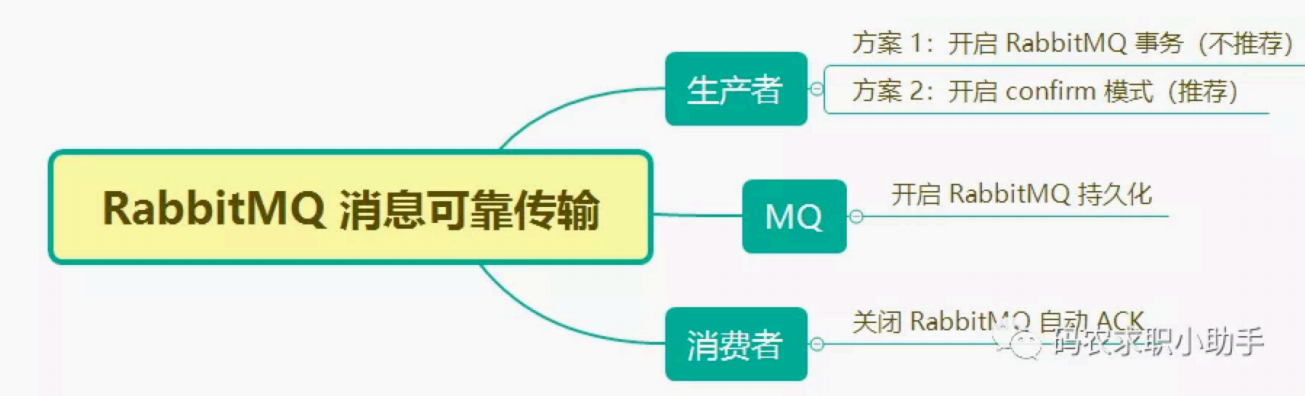 RabbitMQ 消息可靠传输
生产者
方案 1：开启 RabbitMQ 事务（不推荐）
方案 2：开启 confirm 模式（推荐）
MQ
开启 RabbitMQ 持久化
消费者
关闭 RabbitMQ 自动 ACK
码农求职小助手